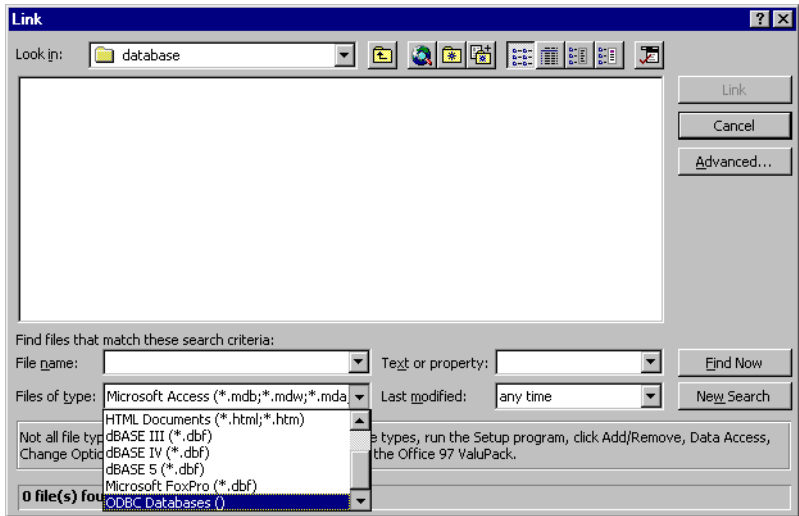 Link
Look in: database
Link
Cancel
Advanced...
Find files that match these search criteria:
File name: Text or property: Find Now
Files of type: Microsoft Access (*.mdb;*.mdw;*.mda Last modified: any time New Search
HTML Documents (*.html;*.htm)
dBASE III (*.dbf)
dBASE IV (*.dbf)
dBASE 5 (*.dbf)
Microsoft FoxPro (*.dbf)
ODBC Databases ()
Not all file typ e types, run the Setup program, click Add/Remove, Data Access,
Change Optio the Office 97 ValuPack.
0 file(s) fou